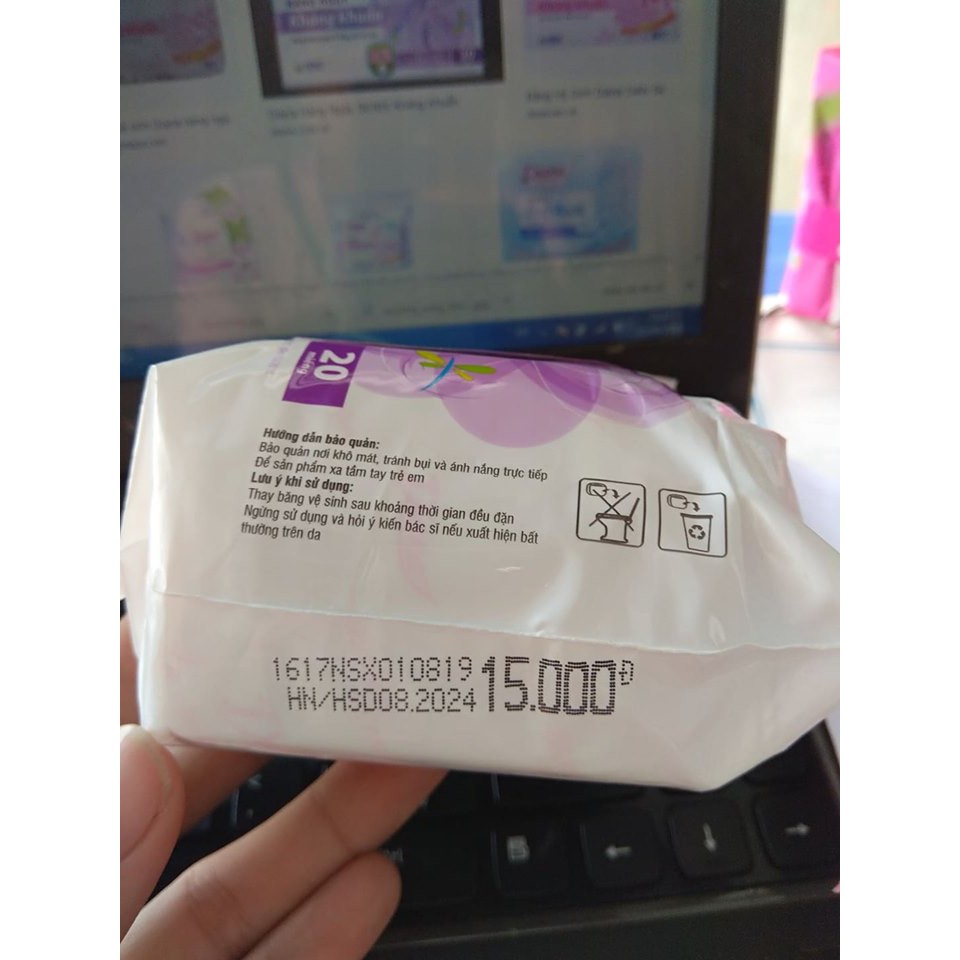 Kháng khuẩn
20
miếng
Hướng dẫn bảo quản:
Bảo quản nơi khô mát, tránh bụi và ánh nắng trực tiếp
Để sản phẩm xa tầm tay trẻ em
Lưu ý khi sử dụng:
Thay băng vệ sinh sau khoảng thời gian đều đặn
Ngừng sử dụng và hỏi ý kiến bác sĩ nếu xuất hiện bất
thường trên da
1617NSX010819 15.000Đ
HN/HSD08.2024